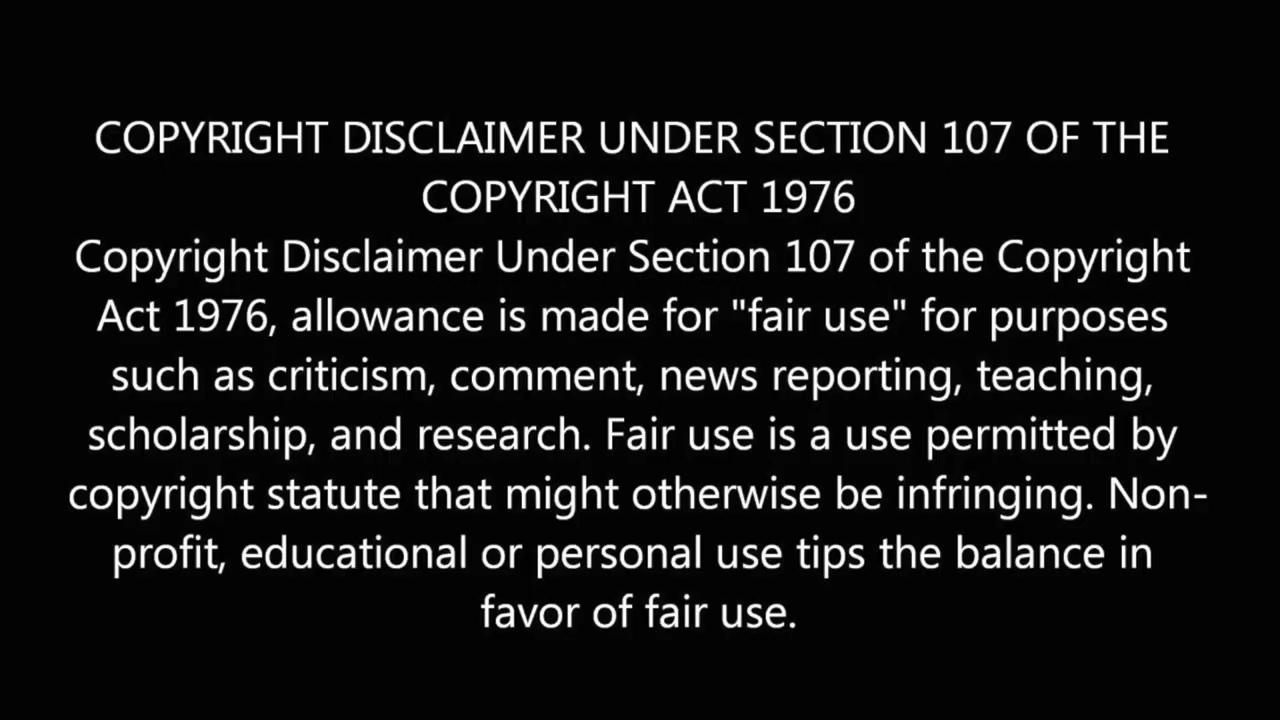 COPYRIGHT DISCLAIMER UNDER SECTION 107 OF THE
COPYRIGHT ACT 1976
Copyright Disclaimer Under Section 107 of the Copyright
Act 1976, allowance is made for "fair use" for purposes
such as criticism, comment, news reporting, teaching,
scholarship, and research. Fair use is a use permitted by
copyright statute that might otherwise be infringing. Non-
profit, educational or personal use tips the balance in
favor of fair use.